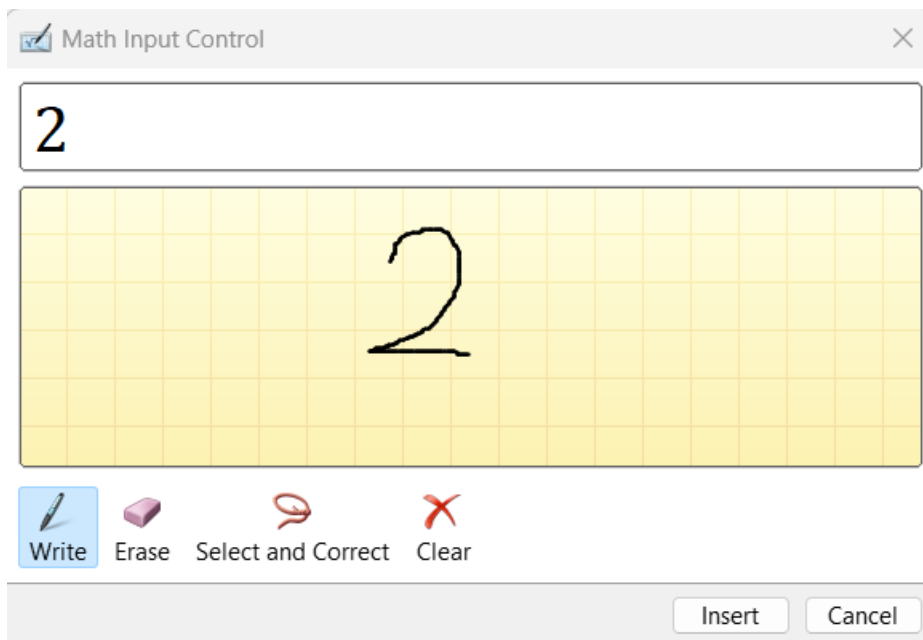 Math Input Control
2
2
Write Erase Select and Correct Clear
Insert Cancel